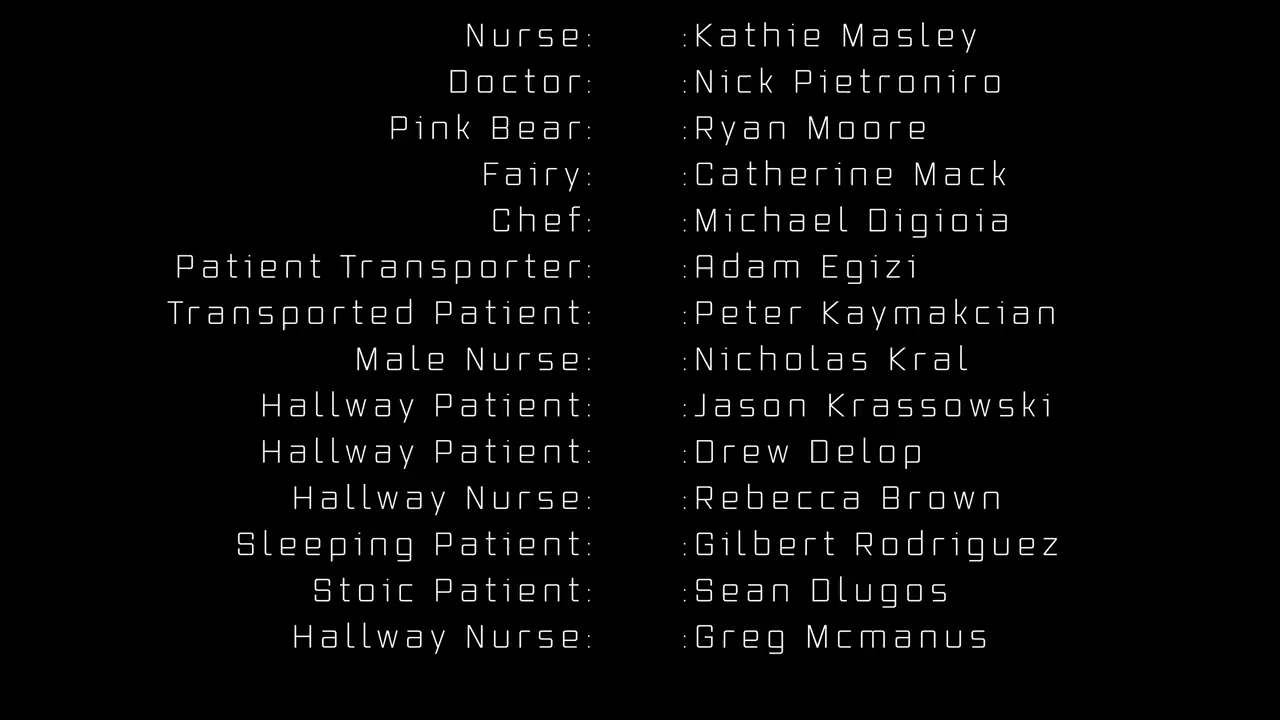 Nurse: :Kathie Masley
Doctor: :Nick Pietroniro
Pink Bear: :Ryan Moore
Fairy: :Catherine Mack
Chef: :Michael Digioia
Patient Transporter: :Adam Egizi
Transported Patient: :Peter Kaymakcian
Male Nurse: :Nicholas Kral
Hallway Patient: :Jason Krassowski
Hallway Patient: :Drew Delop
Hallway Nurse: :Rebecca Brown
Sleeping Patient: :Gilbert Rodriguez
Stoic Patient: :Sean Dlugos
Hallway Nurse: :Greg Mcmanus